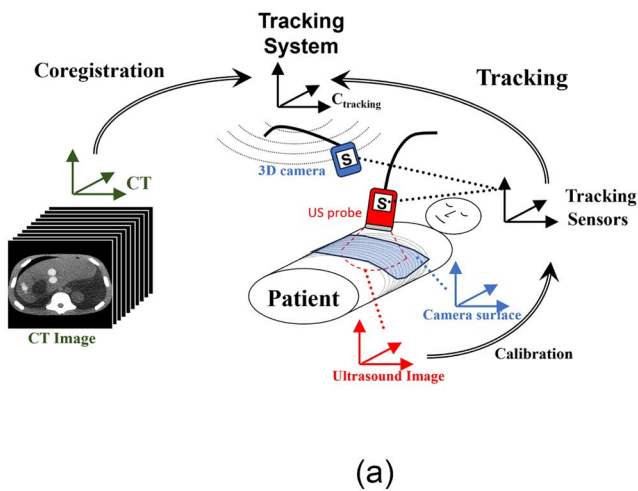 Tracking
System
Coregistration
Tracking
C tracking
S
3D camera
CT
US probe
S
Tracking
Sensors
Patient
Camera surface
CT Image
Ultrasound Image
Calibration
(a)